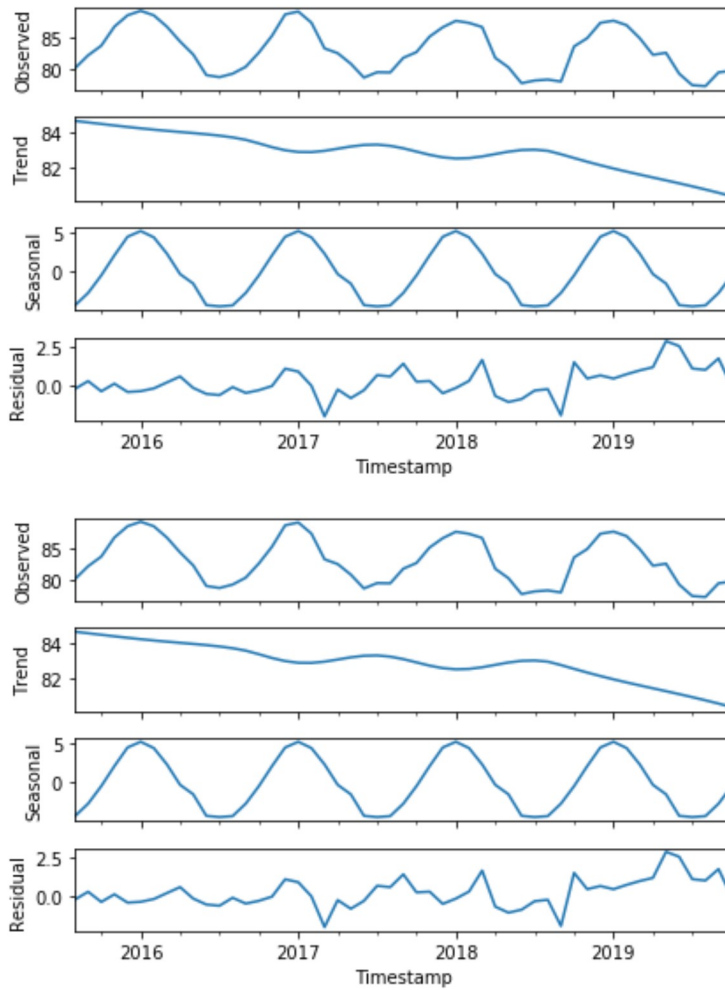 Observed
85
80
Trend
84
82
Seasonal
5
0
Residual
2.5
0.0
2016 2017 2018 2019
Timestamp
Observed
85
80
Trend
84
82
Seasonal
5
0
Residual
2.5
0.0
2016 2017 2018 2019
Timestamp